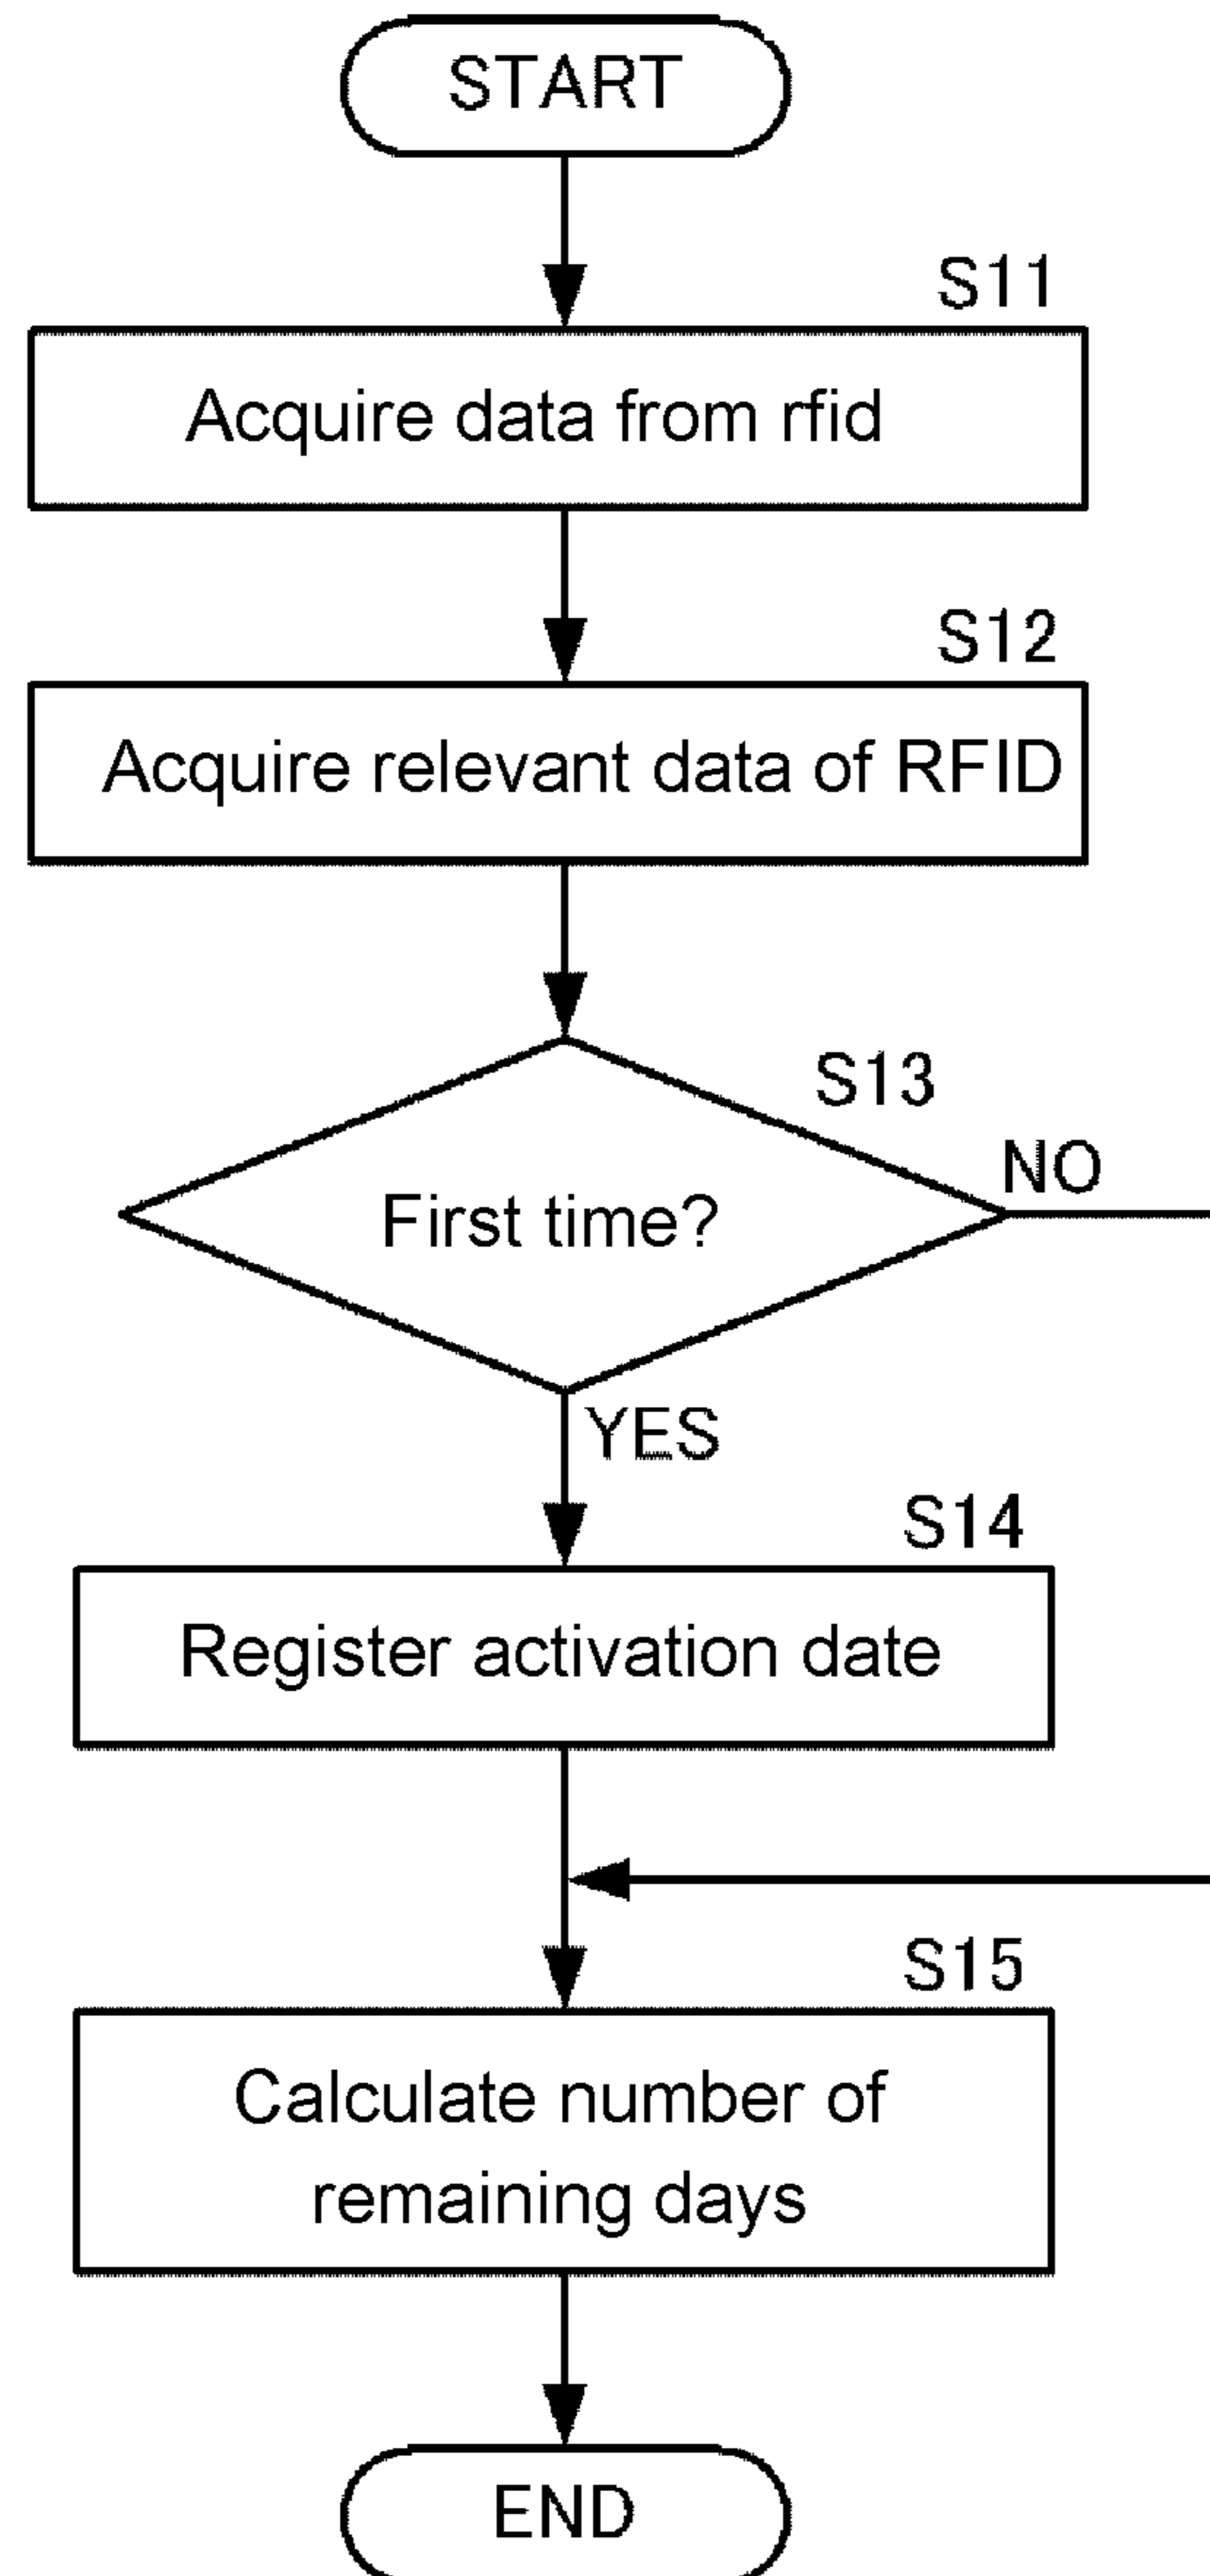 START
S11
Acquire data from rfid
S12
Acquire relevant data of RFID
S13
NO
First time?
YES
S14
Register activation date
S15
Calculate number of
remaining days
END